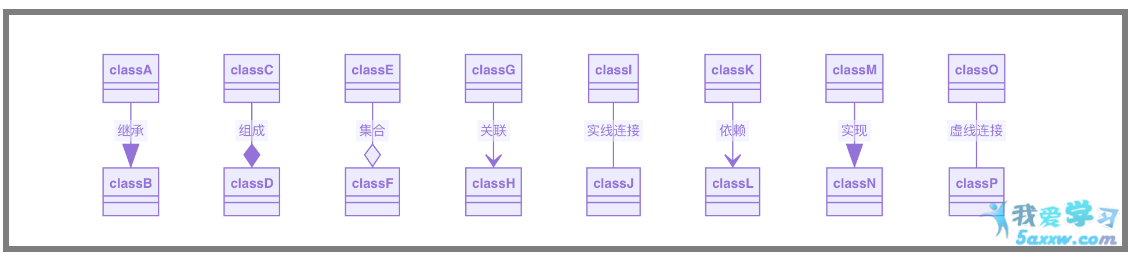 classA classC classE classG classI classK classM classO
继承 组成 集合 关联 实线连接 依赖 实现 虚线连接
classB classD classF classH classJ classL classN classP
我爱学习
5axxw.com